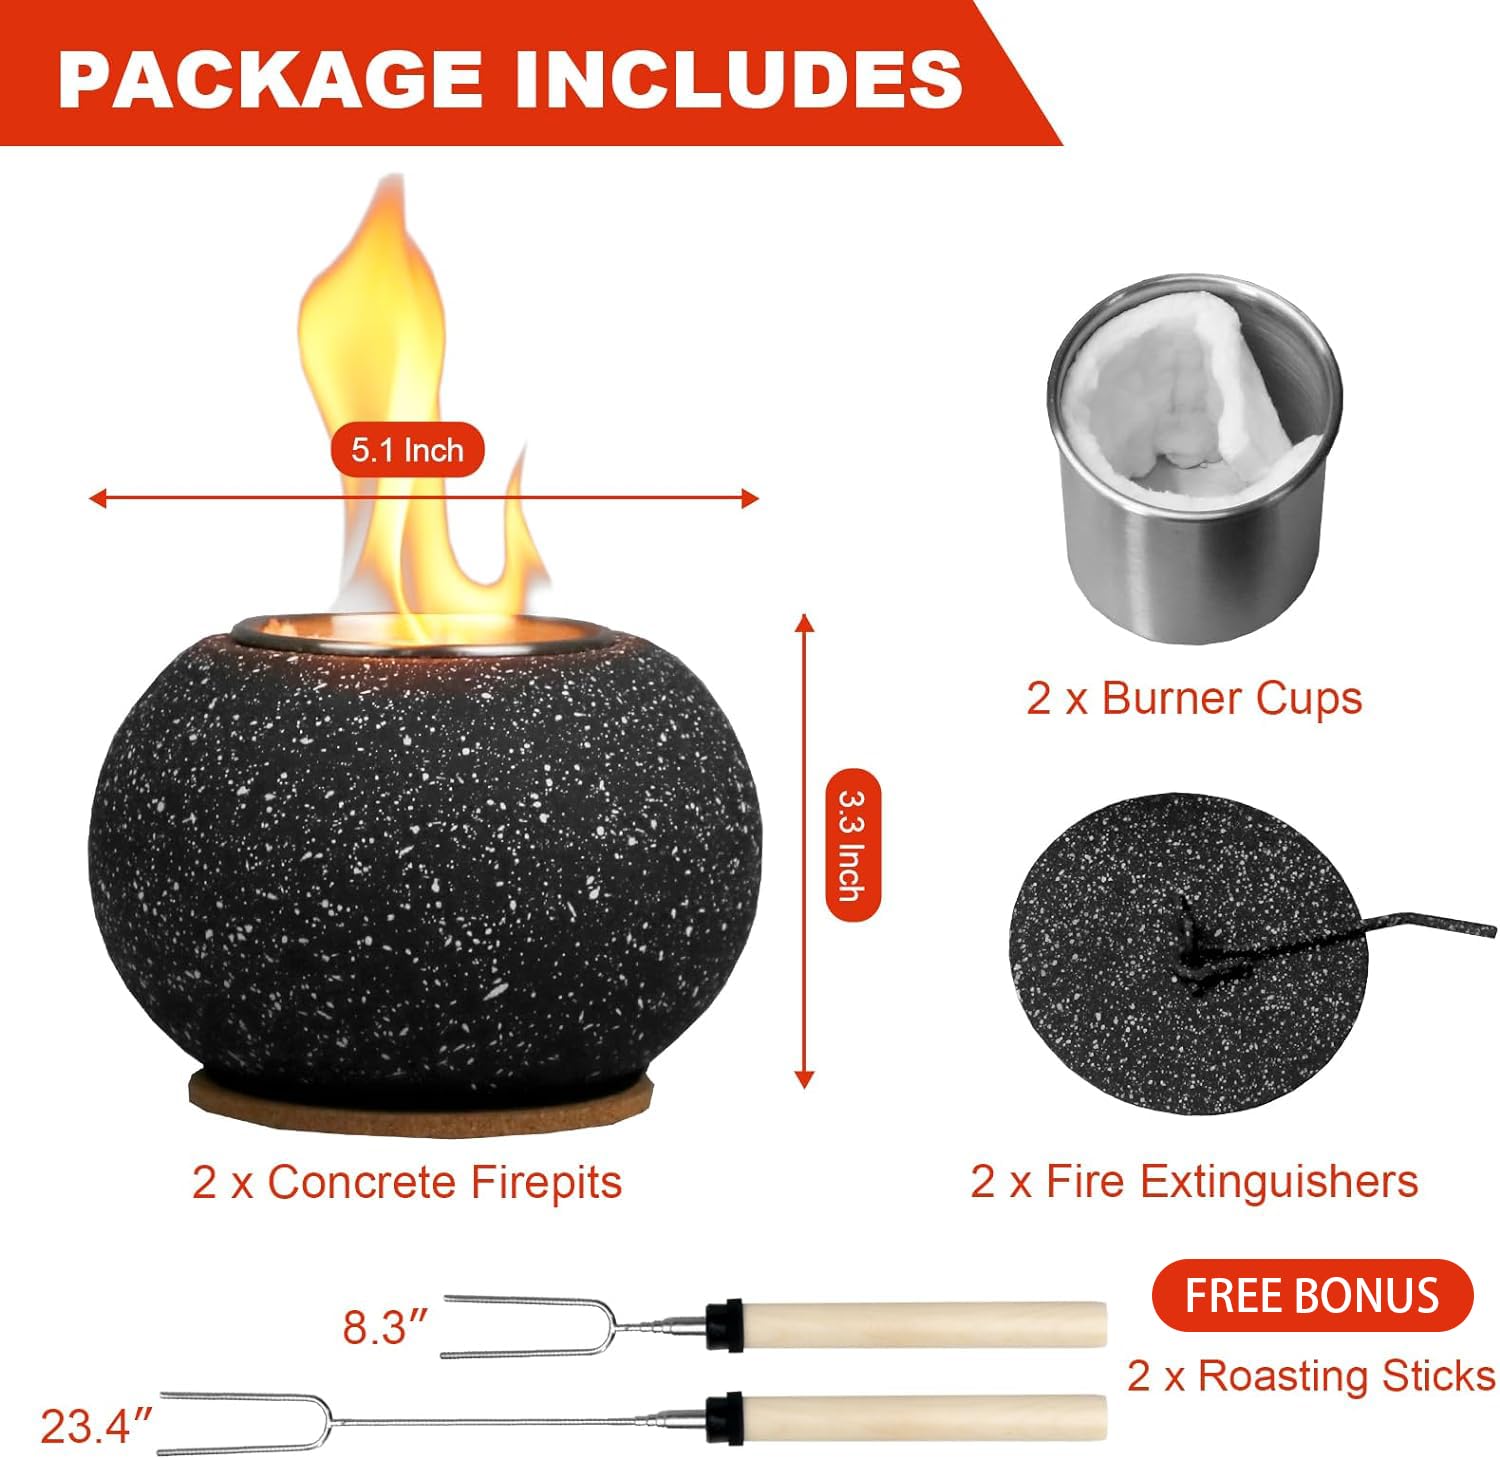 PACKAGE INCLUDES
5.1 Inch
3.3 Inch
2 x Burner Cups
2 x Concrete Firepits
2 x Fire Extinguishers
8.3″
FREE BONUS
2 x Roasting Sticks
23.4″